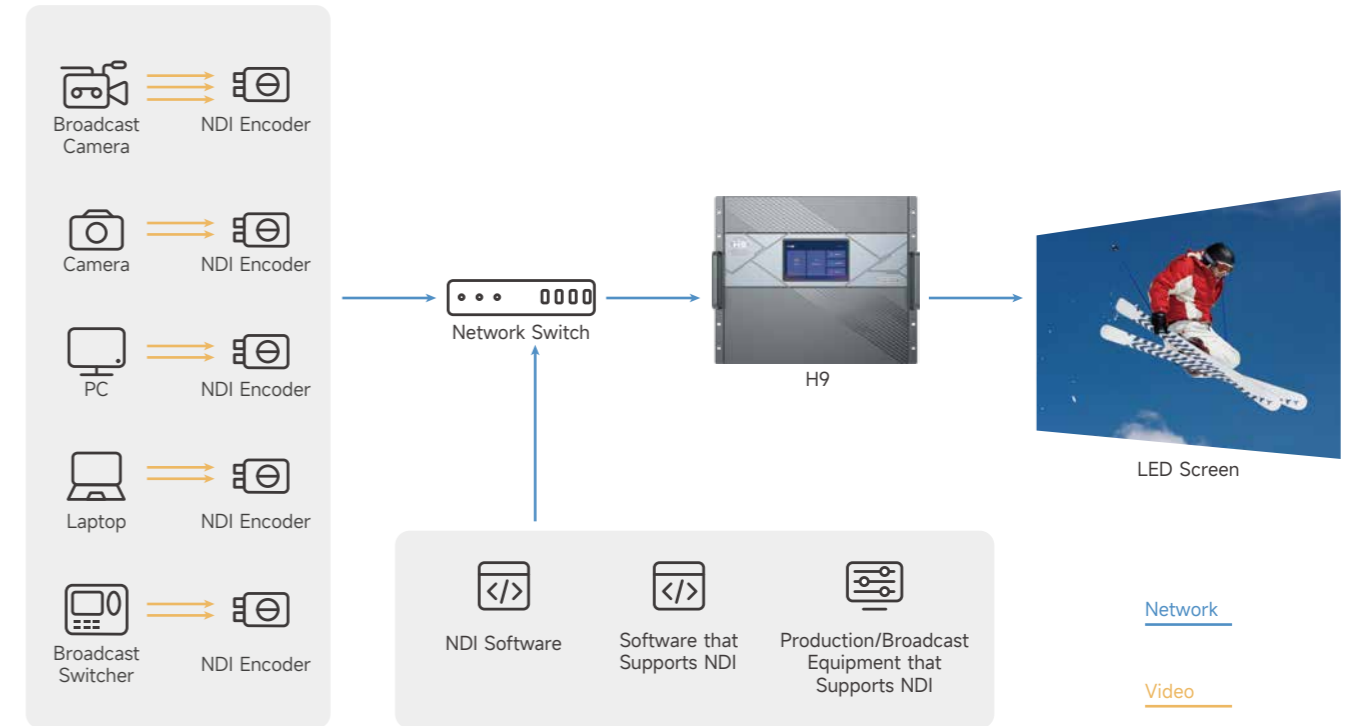 Broadcast
Camera
NDI Encoder
Camera
NDI Encoder
PC
NDI Encoder
Laptop
NDI Encoder
Broadcast
Switcher
NDI Encoder
Network Switch
H9
H9
LED Screen
NDI Software
Software that
Supports NDI
Production/Broadcast
Equipment that
Supports NDI
Network
Video